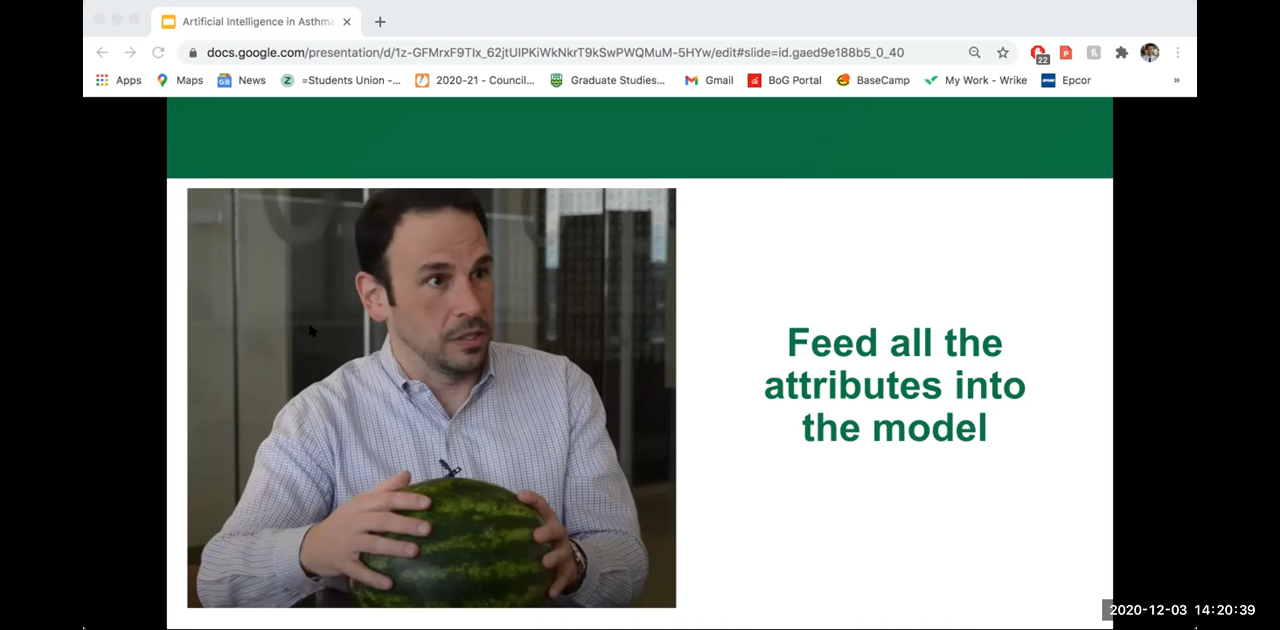 Artificial Intelligence in Asthma
docs.google.com/presentation/d/1z-GFMrxF9TIx_62jtUIPKiWkNkrT9kSwPWQMuM-5HYw/edit#slide=id.gaed9e188b5_0_40
22
Apps Maps News =Students Union -... 2020-21 - Council... Graduate Studies... Gmail BoG Portal BaseCamp My Work - Wrike Epcor »
Feed all the
attributes into
the model
2020-12-03 14:20:39